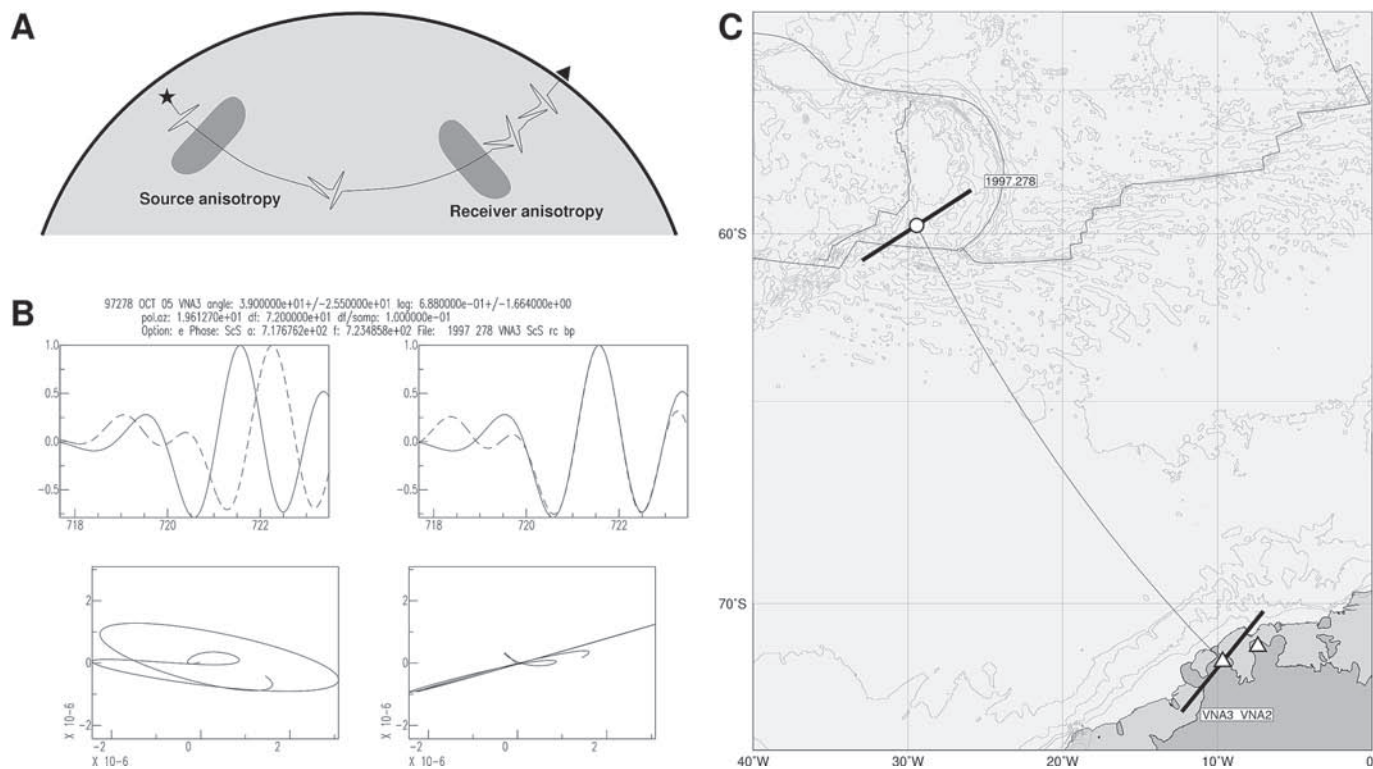 A
Source anisotropy
Receiver anisotropy
B
97278 OCT 05 VNA3 angle: 3.900000e+01+/-2.550000e+01 lag: 6.880000e-01+/-1.664000e+00
pol.az: 1.961270e+01 df: 7.200000e+01 df/samp: 1.000000e-01
Option: e Phase: ScS a: 7.176762e+02 f: 7.234858e+02 File: 1997 278 VNA3 ScS rc bp
1.0
0.5
0.0
−0.5
718 720 722
1.0
0.5
0.0
−0.5
718 720 722
2
0
−2
X 10-6
−2 0 2
X 10-6
2
0
−2
X 10-6
−2 0 2
X 10-6
C
1997.278
60˚S
70˚S
VNA3 VNA2
40˚W 30˚W 20˚W 10˚W 0